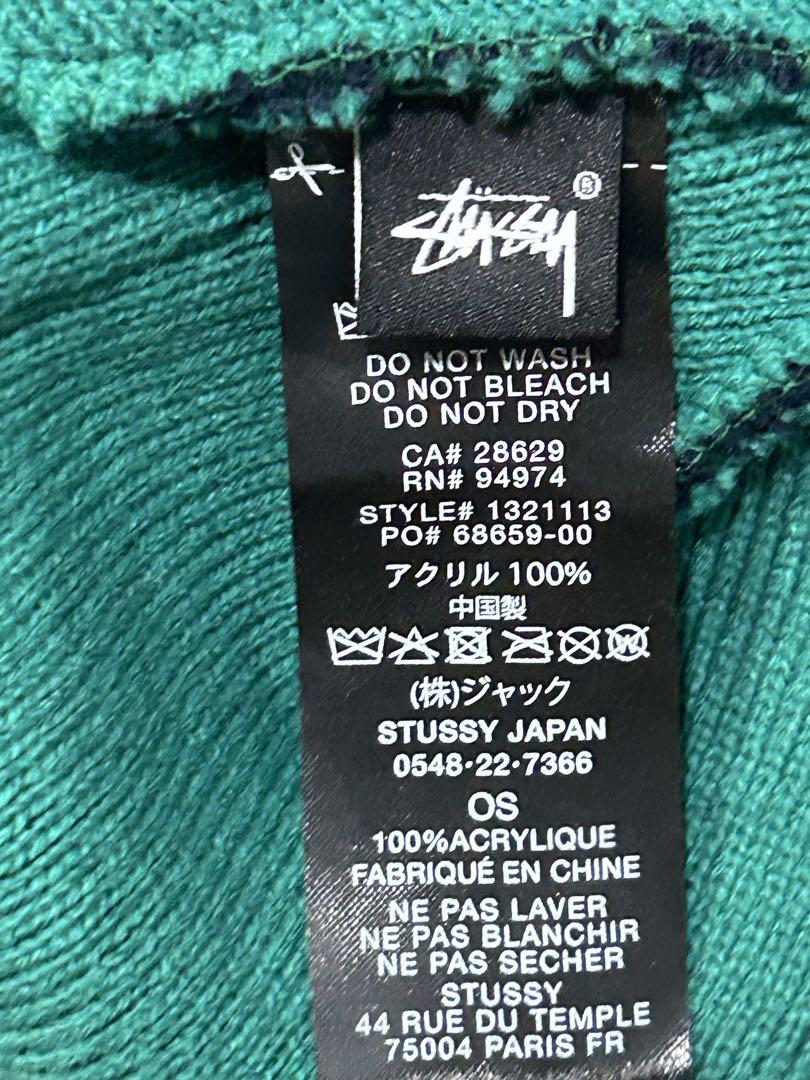 STÜSSY®
DO NOT WASH
DO NOT BLEACH
DO NOT DRY
CA# 28629
RN# 94974
STYLE# 1321113
PO# 68659-00
アクリル 100%
中国製
(株)ジャック
STUSSY JAPAN
0548・22・7366
OS
100%ACRYLIQUE
FABRIQUÉ EN CHINE
NE PAS LAVER
NE PAS BLANCHIR
NE PAS SECHER
STUSSY
44 RUE DU TEMPLE
75004 PARIS FR